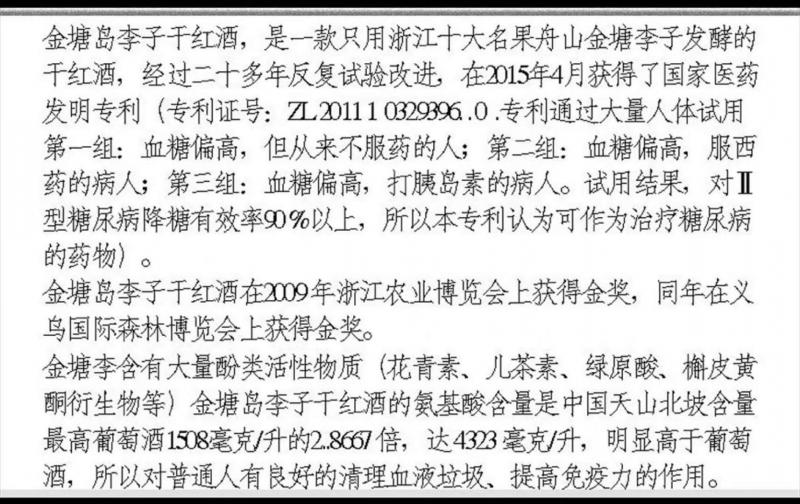 金塘岛李子干红酒，是一款只用浙江十大名果舟山金塘李子发酵的
干红酒，经过二十多年反复试验改进，在2015年4月获得了国家医药
发明专利（专利证号：ZL 2011 1 0329396..0 .专利通过大量人体试用
第一组：血糖偏高，但从来不服药的人；第二组：血糖偏高，服西
药的病人；第三组：血糖偏高，打胰岛素的病人。试用结果，对Ⅱ
型糖尿病降糖有效率90%以上，所以本专利认为可作为治疗糖尿病
的药物）。
金塘岛李子干红酒在2009年浙江农业博览会上获得金奖，同年在义
乌国际森林博览会上获得金奖。
金塘李含有大量酚类活性物质（花青素、儿茶素、绿原酸、槲皮黄
酮衍生物等）金塘岛李子干红酒的氨基酸含量是中国天山北坡含量
最高葡萄酒1508毫克/升的2..8667倍，达4323毫克/升，明显高于葡萄
酒，所以对普通人有良好的清理血液垃圾、提高免疫力的作用。